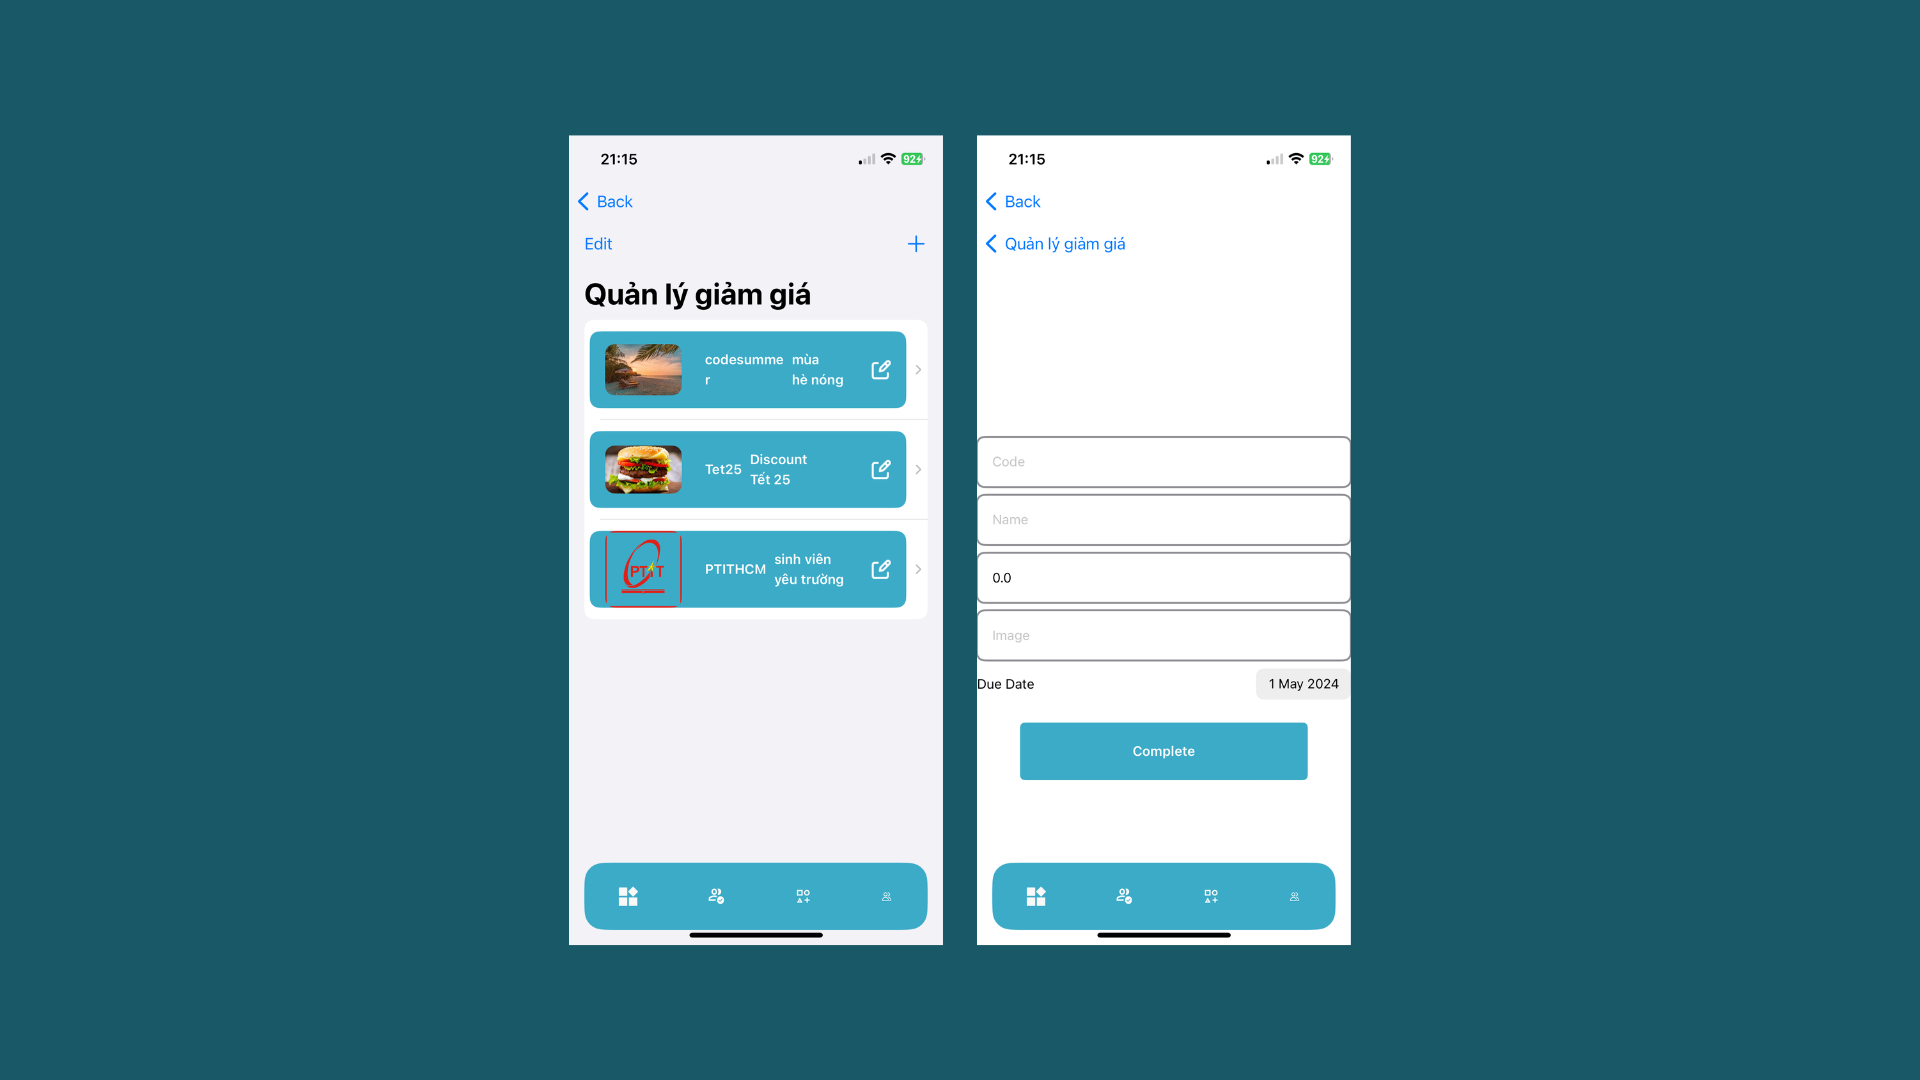 21:15
92
Back
Edit
Quản lý giảm giá
codesumme
r
mùa
hè nóng
Tet25
Discount
Tết 25
PTIT
PTITHCM
sinh viên
yêu trường
21:15
92
Back
Quản lý giảm giá
Code
Name
0.0
Image
Due Date
1 May 2024
Complete